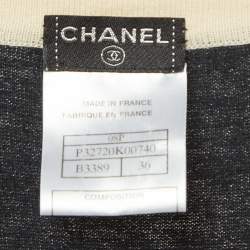 CHANEL
MADE IN FRANCE
FABRIQUE EN FRANCE
08P
P32720K00740
B3389 36
COMPOSITION